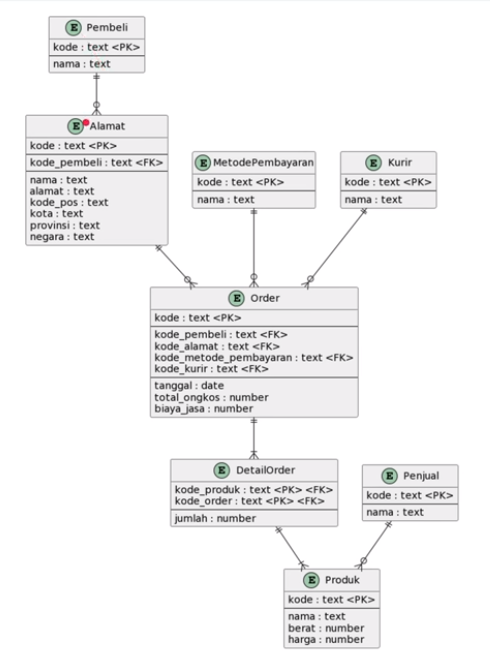 E Pembeli
kode : text <PK>
nama : text
E Alamat
kode : text <PK>
kode_pembeli : text <FK>
nama : text
alamat : text
kode_pos : text
kota : text
provinsi : text
negara : text
E MetodePembayaran
kode : text <PK>
nama : text
E Kurir
kode : text <PK>
nama : text
E Order
kode : text <PK>
kode_pembeli : text <FK>
kode_alamat : text <FK>
kode_metode_pembayaran : text <FK>
kode_kurir : text <FK>
tanggal : date
total_ongkos : number
biaya_jasa : number
E DetailOrder
kode_produk : text <PK> <FK>
kode_order : text <PK> <FK>
jumlah : number
E Penjual
kode : text <PK>
nama : text
E Produk
kode : text <PK>
nama : text
berat : number
harga : number